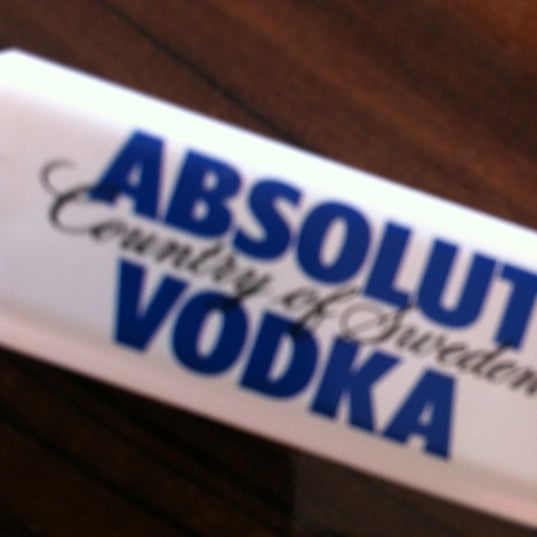 ABSOLUT
Country of Sweden
VODKA